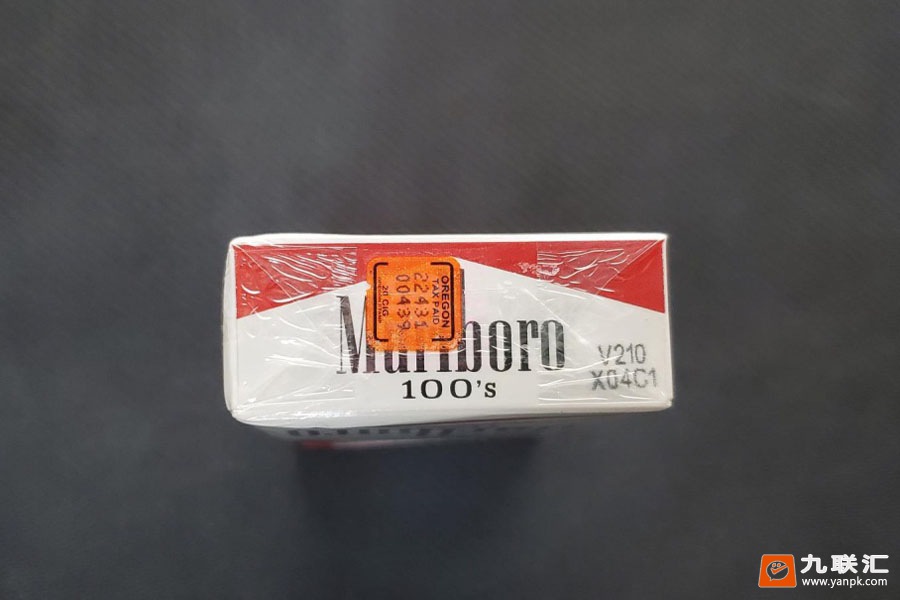 OREGON
TAX PAID
22431
00439
20 CIG
Marlboro
100's
V210
X04C1
九联汇
www.yanpk.com